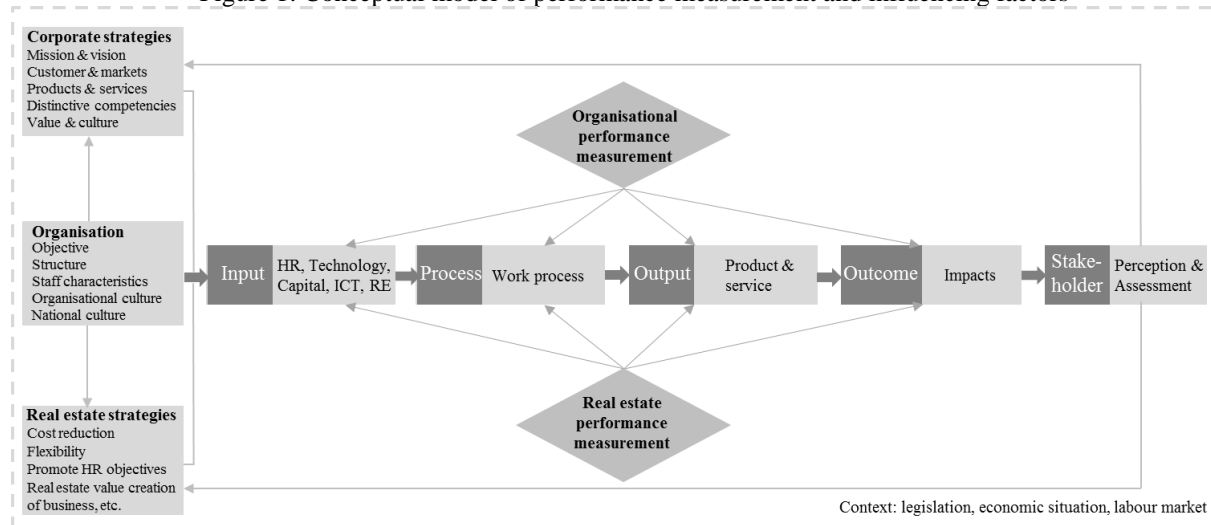 Figure 1: Conceptual model of performance measurement and influencing factors
Corporate strategies
Mission & vision
Customer & markets
Products & services
Distinctive competencies
Value & culture
Organisational
performance
measurement
Organisation
Objective
Structure
Staff characteristics
Organisational culture
National culture
Input
HR, Technology,
Capital, ICT, RE
Process
Work process
Output
Product &
service
Outcome
Impacts
Stake-
holder
Perception &
Assessment
Real estate strategies
Cost reduction
Flexibility
Promote HR objectives
Real estate value creation
of business, etc.
Real estate
performance
measurement
Context: legislation, economic situation, labour market